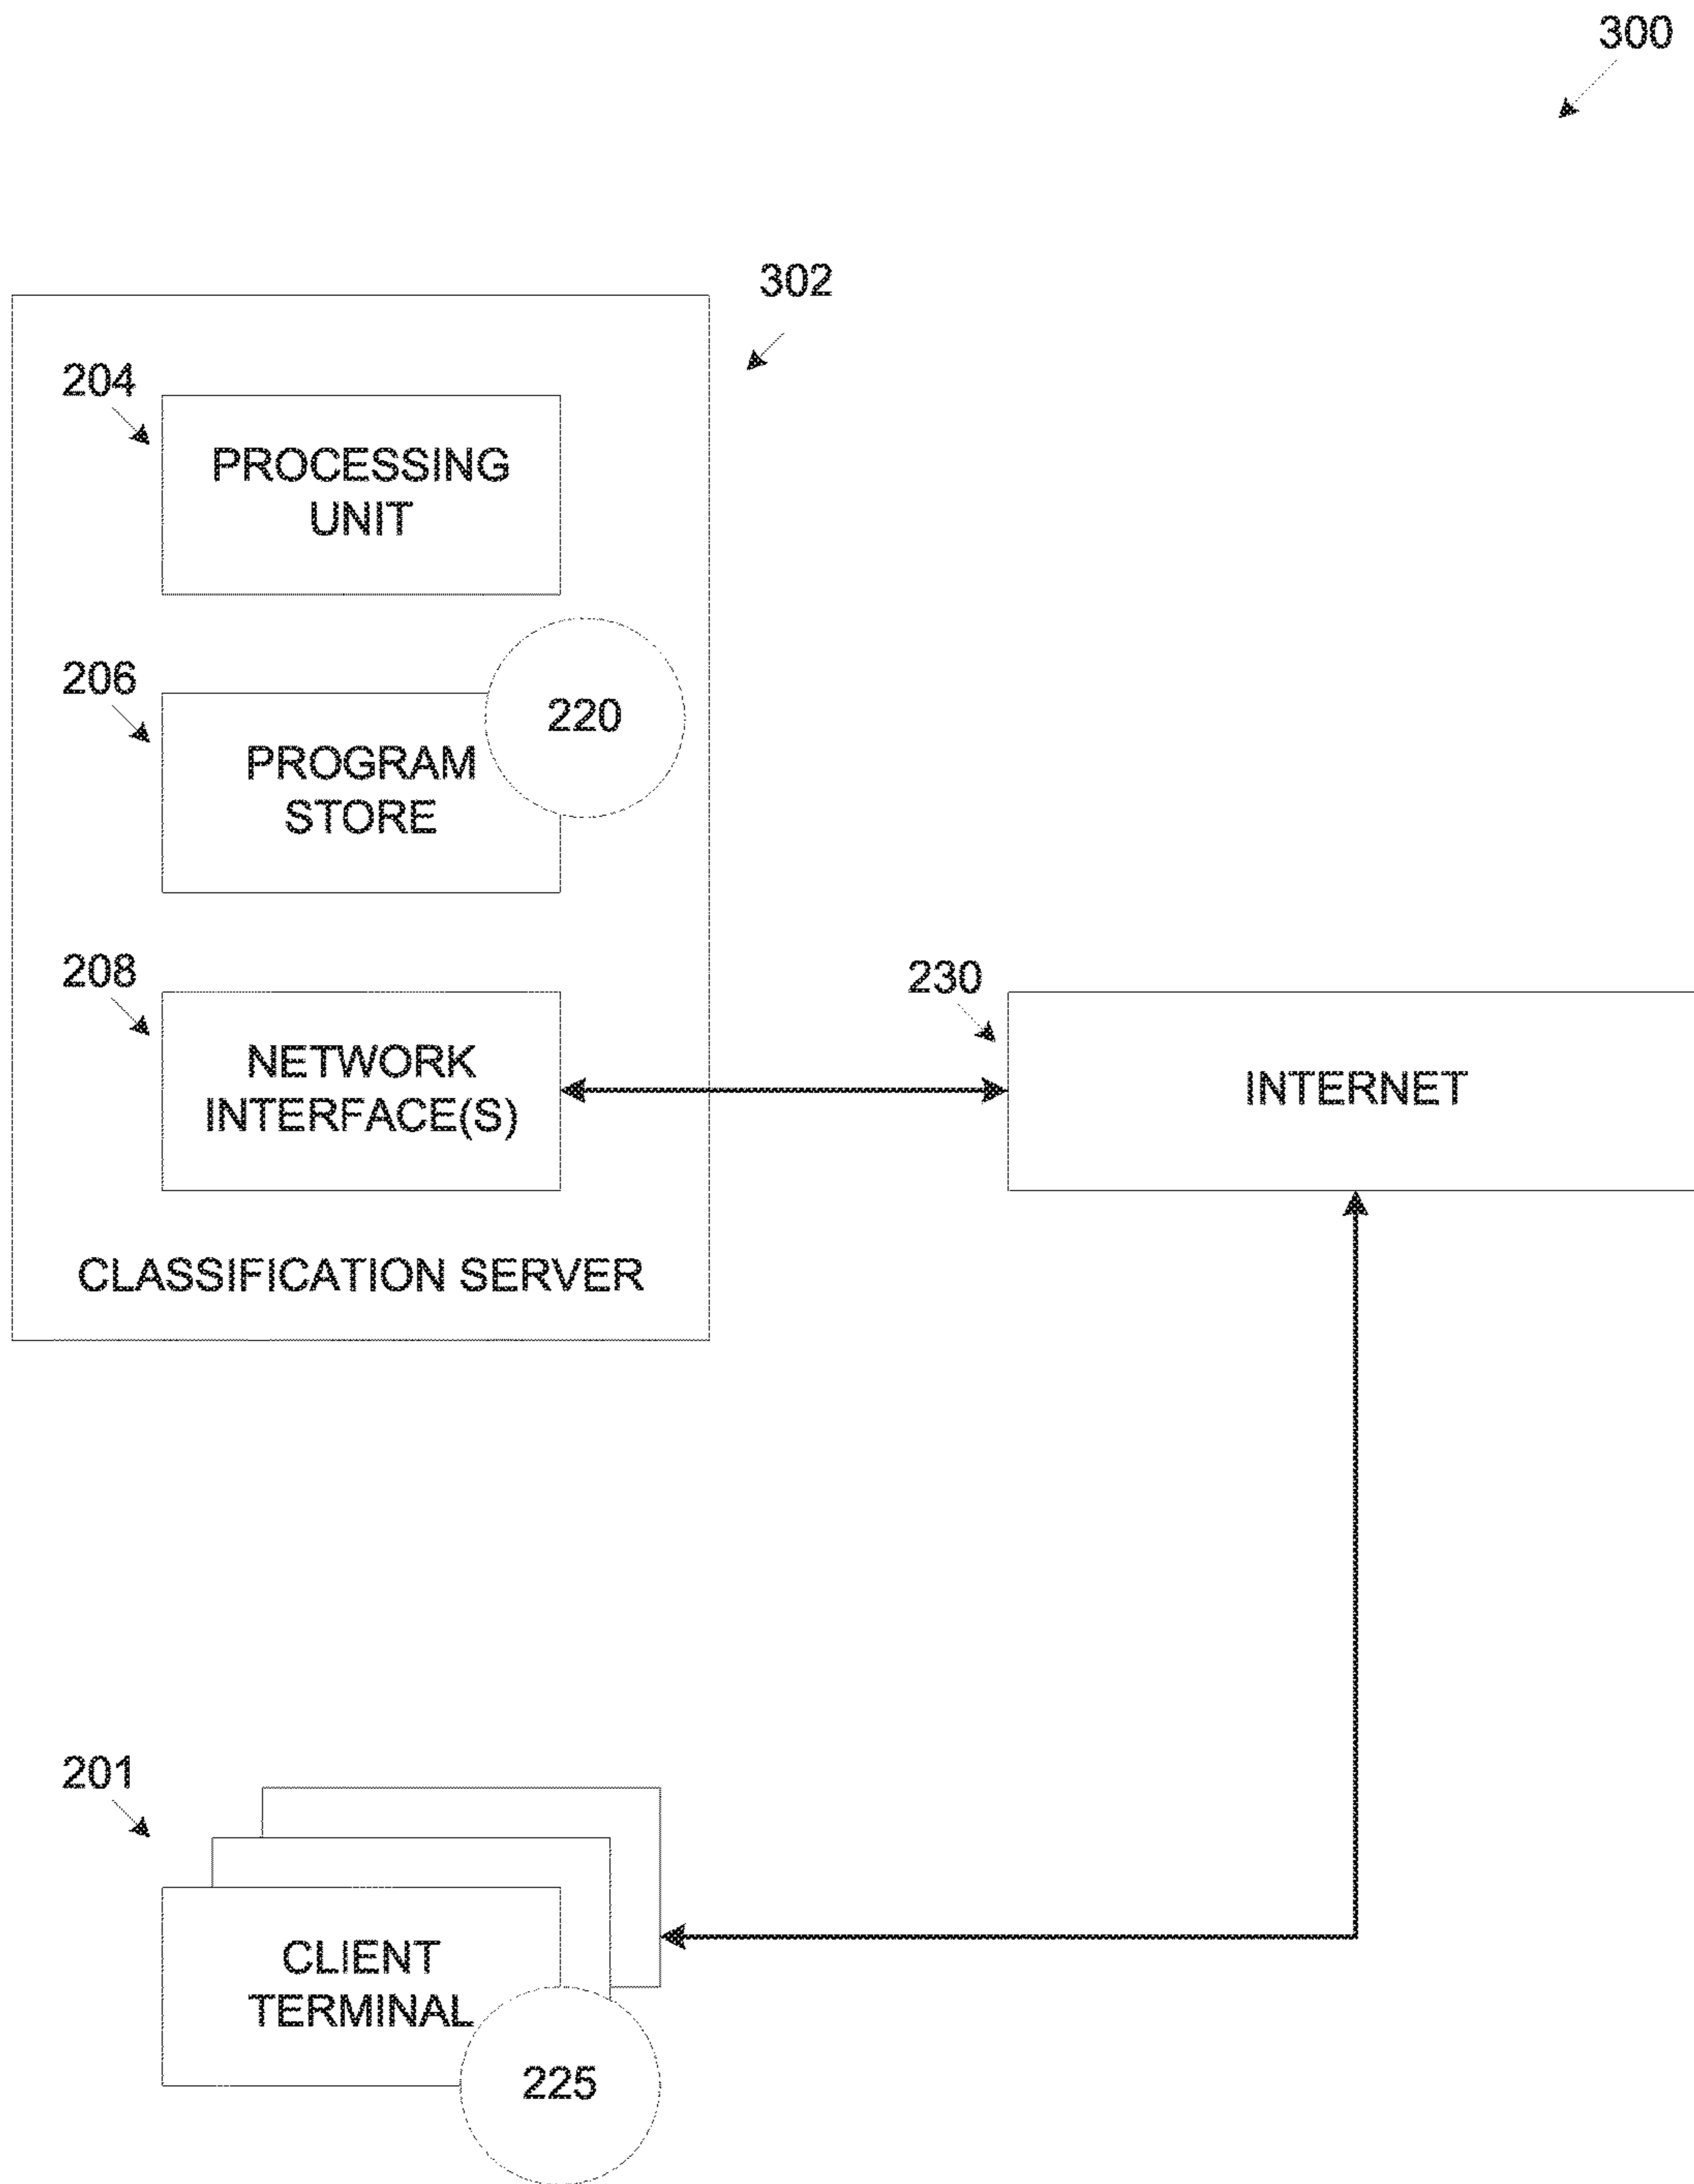 300
302
204
PROCESSING
UNIT
206
220
PROGRAM
STORE
208
NETWORK
INTERFACE(S)
230
INTERNET
CLASSIFICATION SERVER
201
CLIENT
TERMINAL
225